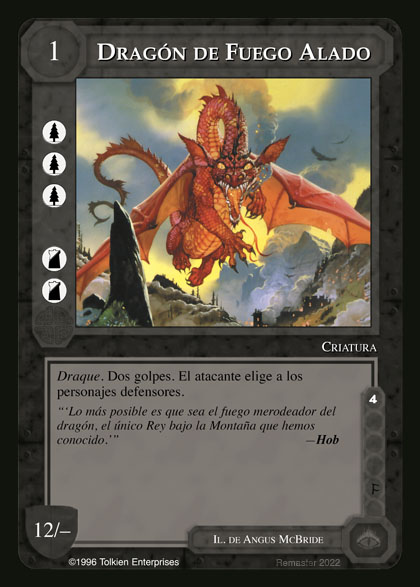 1
DRAGÓN DE FUEGO ALADO
CRIATURA
Draque. Dos golpes. El atacante elige a los
personajes defensores.
“‘Lo más posible es que sea el fuego merodeador del
dragón, el único Rey bajo la Montaña que hemos
conocido.’” —Hob
4
F
12/–
IL. DE ANGUS MCBRIDE
©1996 Tolkien Enterprises
Remaster 2022